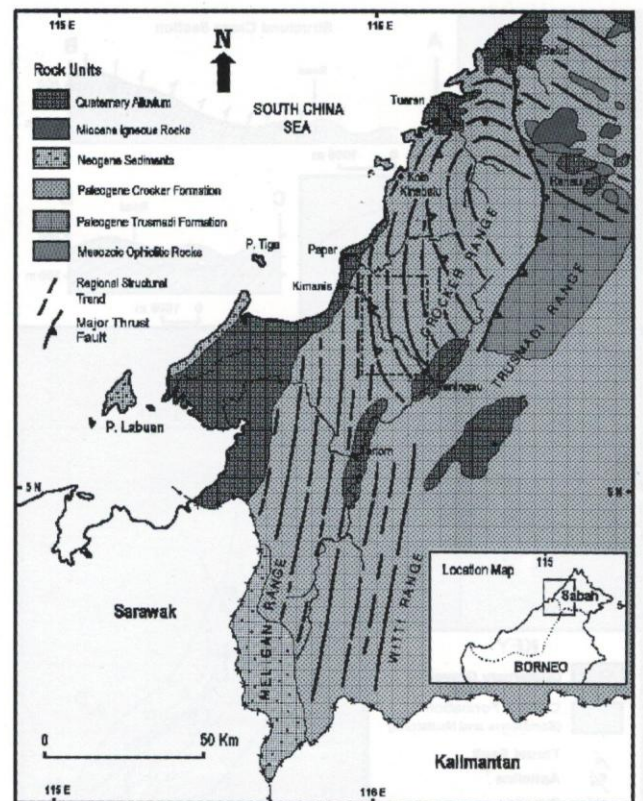 115 E
115 E
N
Rock Units
Quaternary Alluvium
Miocene Igneous Rocks
Neogene Sediments
Paleogene Crocker Formation
Paleogene Trusmadi Formation
Mesozoic Ophiolitic Rocks
Regional Structural
Trend
Major Thrust
Fault
SOUTH CHINA
SEA
Tuaran
Kota
Kinabalu
P. Tiga
Papar
Kimanis
CROCKER RANGE
TRUSMADI RANGE
P. Labuan
5 N
5 N
Sarawak
MELIGAN RANGE
WITTI RANGE
Location Map
115
Sabah
5
BORNEO
0
50 Km
Kalimantan
115 E
116 E